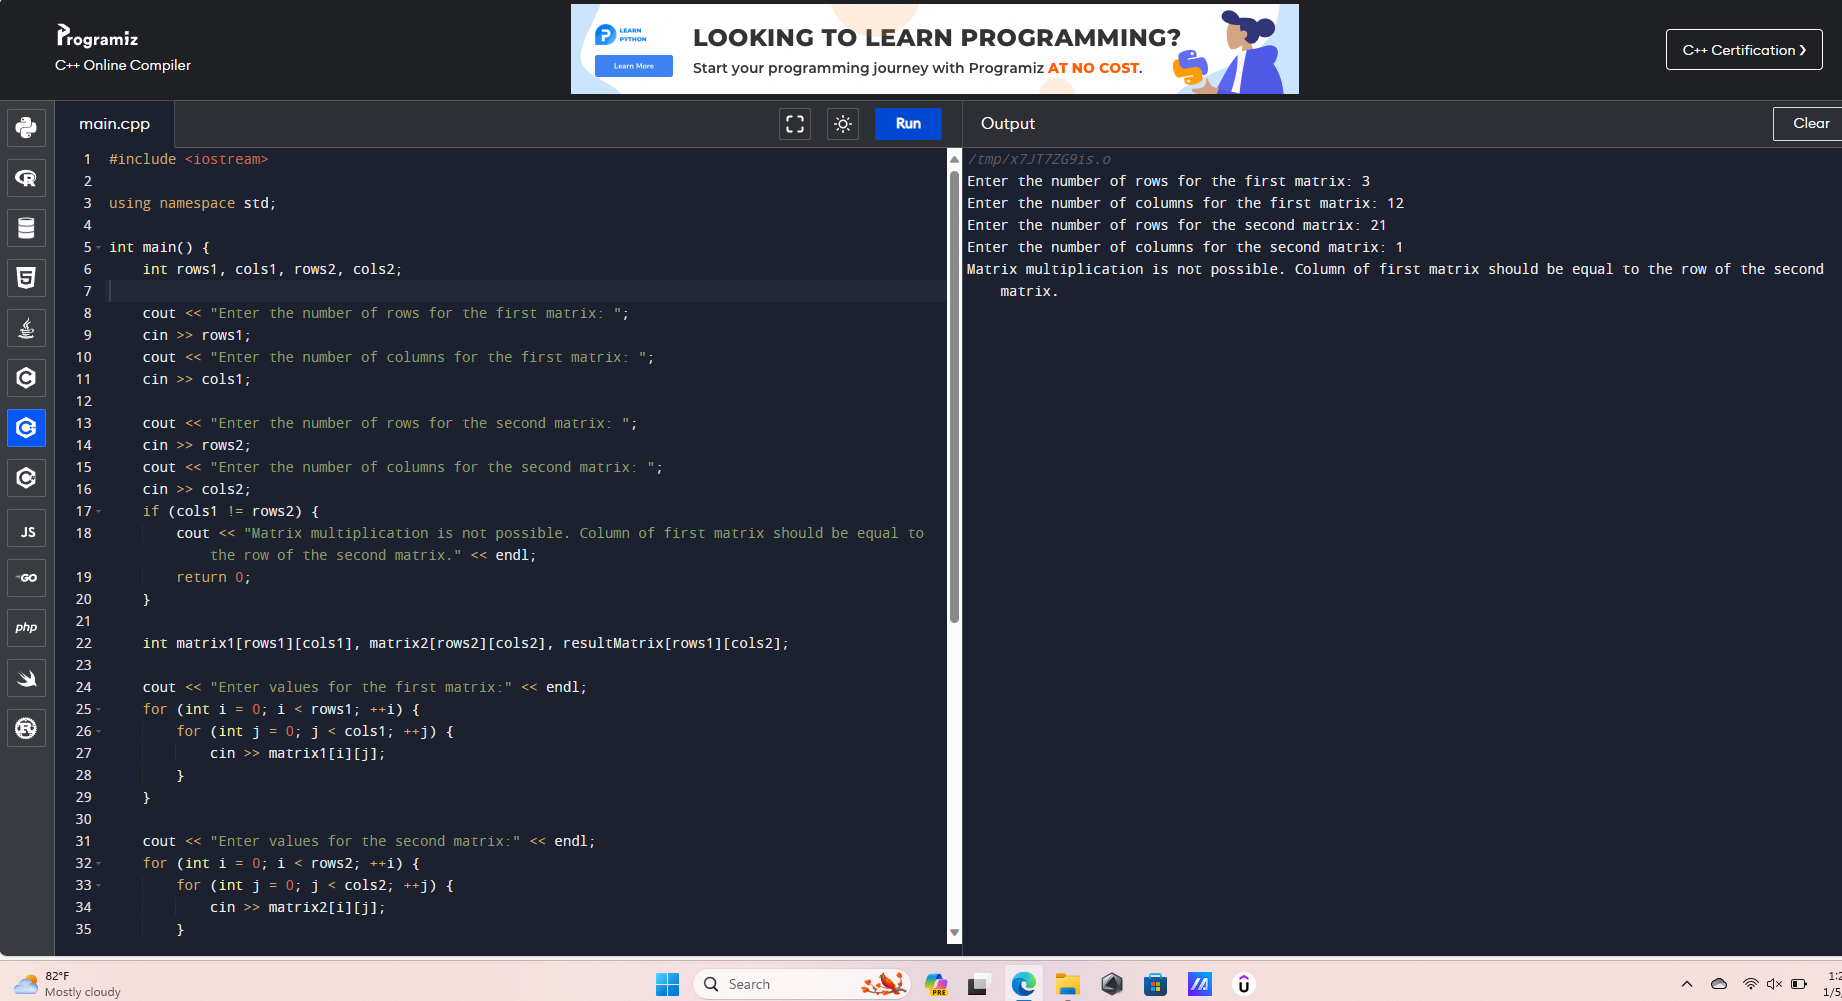 Programiz
C++ Online Compiler
LEARN
PYTHON
Learn More
LOOKING TO LEARN PROGRAMMING?
Start your programming journey with Programiz AT NO COST.
C++ Certification ›
main.cpp
Run
Output
Clear
1 #include <iostream>
2
3 using namespace std;
4
5 int main() {
6 int rows1, cols1, rows2, cols2;
7
8 cout << "Enter the number of rows for the first matrix: ";
9 cin >> rows1;
10 cout << "Enter the number of columns for the first matrix: ";
11 cin >> cols1;
12
13 cout << "Enter the number of rows for the second matrix: ";
14 cin >> rows2;
15 cout << "Enter the number of columns for the second matrix: ";
16 cin >> cols2;
17 if (cols1 != rows2) {
18 cout << "Matrix multiplication is not possible. Column of first matrix should be equal to
the row of the second matrix." << endl;
19 return 0;
20 }
21
22 int matrix1[rows1][cols1], matrix2[rows2][cols2], resultMatrix[rows1][cols2];
23
24 cout << "Enter values for the first matrix:" << endl;
25 for (int i = 0; i < rows1; ++i) {
26 for (int j = 0; j < cols1; ++j) {
27 cin >> matrix1[i][j];
28 }
29 }
30
31 cout << "Enter values for the second matrix:" << endl;
32 for (int i = 0; i < rows2; ++i) {
33 for (int j = 0; j < cols2; ++j) {
34 cin >> matrix2[i][j];
35 }
/tmp/x7JT7ZG9is.o
Enter the number of rows for the first matrix: 3
Enter the number of columns for the first matrix: 12
Enter the number of rows for the second matrix: 21
Enter the number of columns for the second matrix: 1
Matrix multiplication is not possible. Column of first matrix should be equal to the row of the second
matrix.
JS
GO
php
82°F
Mostly cloudy
Search
PRE
1:2
1/5